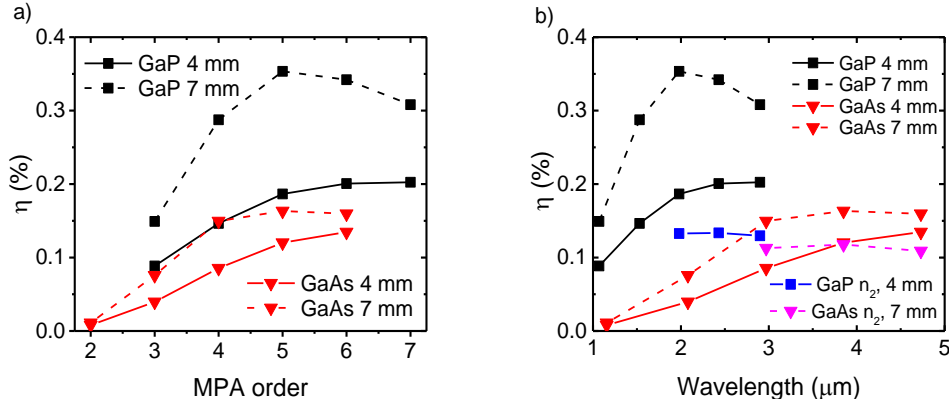 a)
0.4
0.3
0.2
0.1
0.0
η (%)
GaP 4 mm
GaP 7 mm
GaAs 4 mm
GaAs 7 mm
2 3 4 5 6 7
MPA order
b)
0.4
0.3
0.2
0.1
0.0
η (%)
GaP 4 mm
GaP 7 mm
GaAs 4 mm
GaAs 7 mm
GaP n₂, 4 mm
GaAs n₂, 7 mm
1 2 3 4 5
Wavelength (μm)